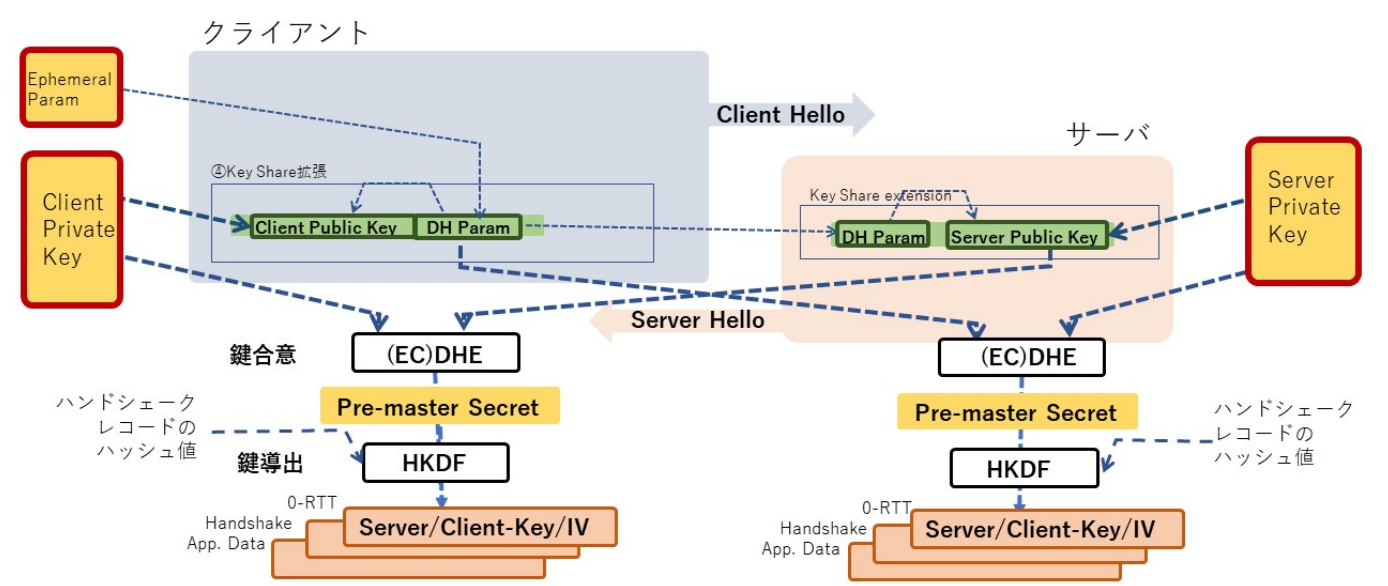 クライアント
Ephemeral
Param
Client Hello
サーバ
④Key Share拡張
Client
Private
Key
Client Public Key
DH Param
Key Share extension
DH Param
Server Public Key
Server
Private
Key
Server Hello
鍵合意
(EC)DHE
(EC)DHE
Pre-master Secret
Pre-master Secret
ハンドシェーク
レコードの
ハッシュ値
ハンドシェーク
レコードの
ハッシュ値
鍵導出
HKDF
HKDF
0-RTT
Handshake
App. Data
Server/Client-Key/IV
0-RTT
Handshake
App. Data
Server/Client-Key/IV